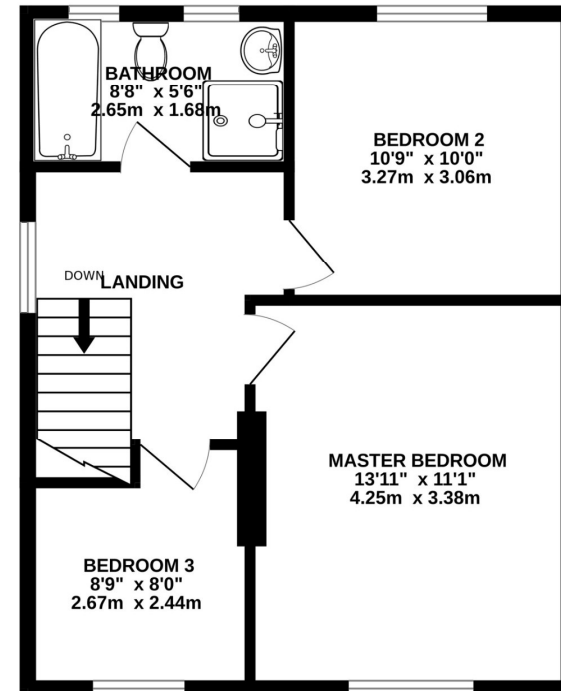 BATHROOM
8'8" x 5'6"
2.65m x 1.68m
BEDROOM 2
10'9" x 10'0"
3.27m x 3.06m
DOWN
LANDING
MASTER BEDROOM
13'11" x 11'1"
4.25m x 3.38m
BEDROOM 3
8'9" x 8'0"
2.67m x 2.44m